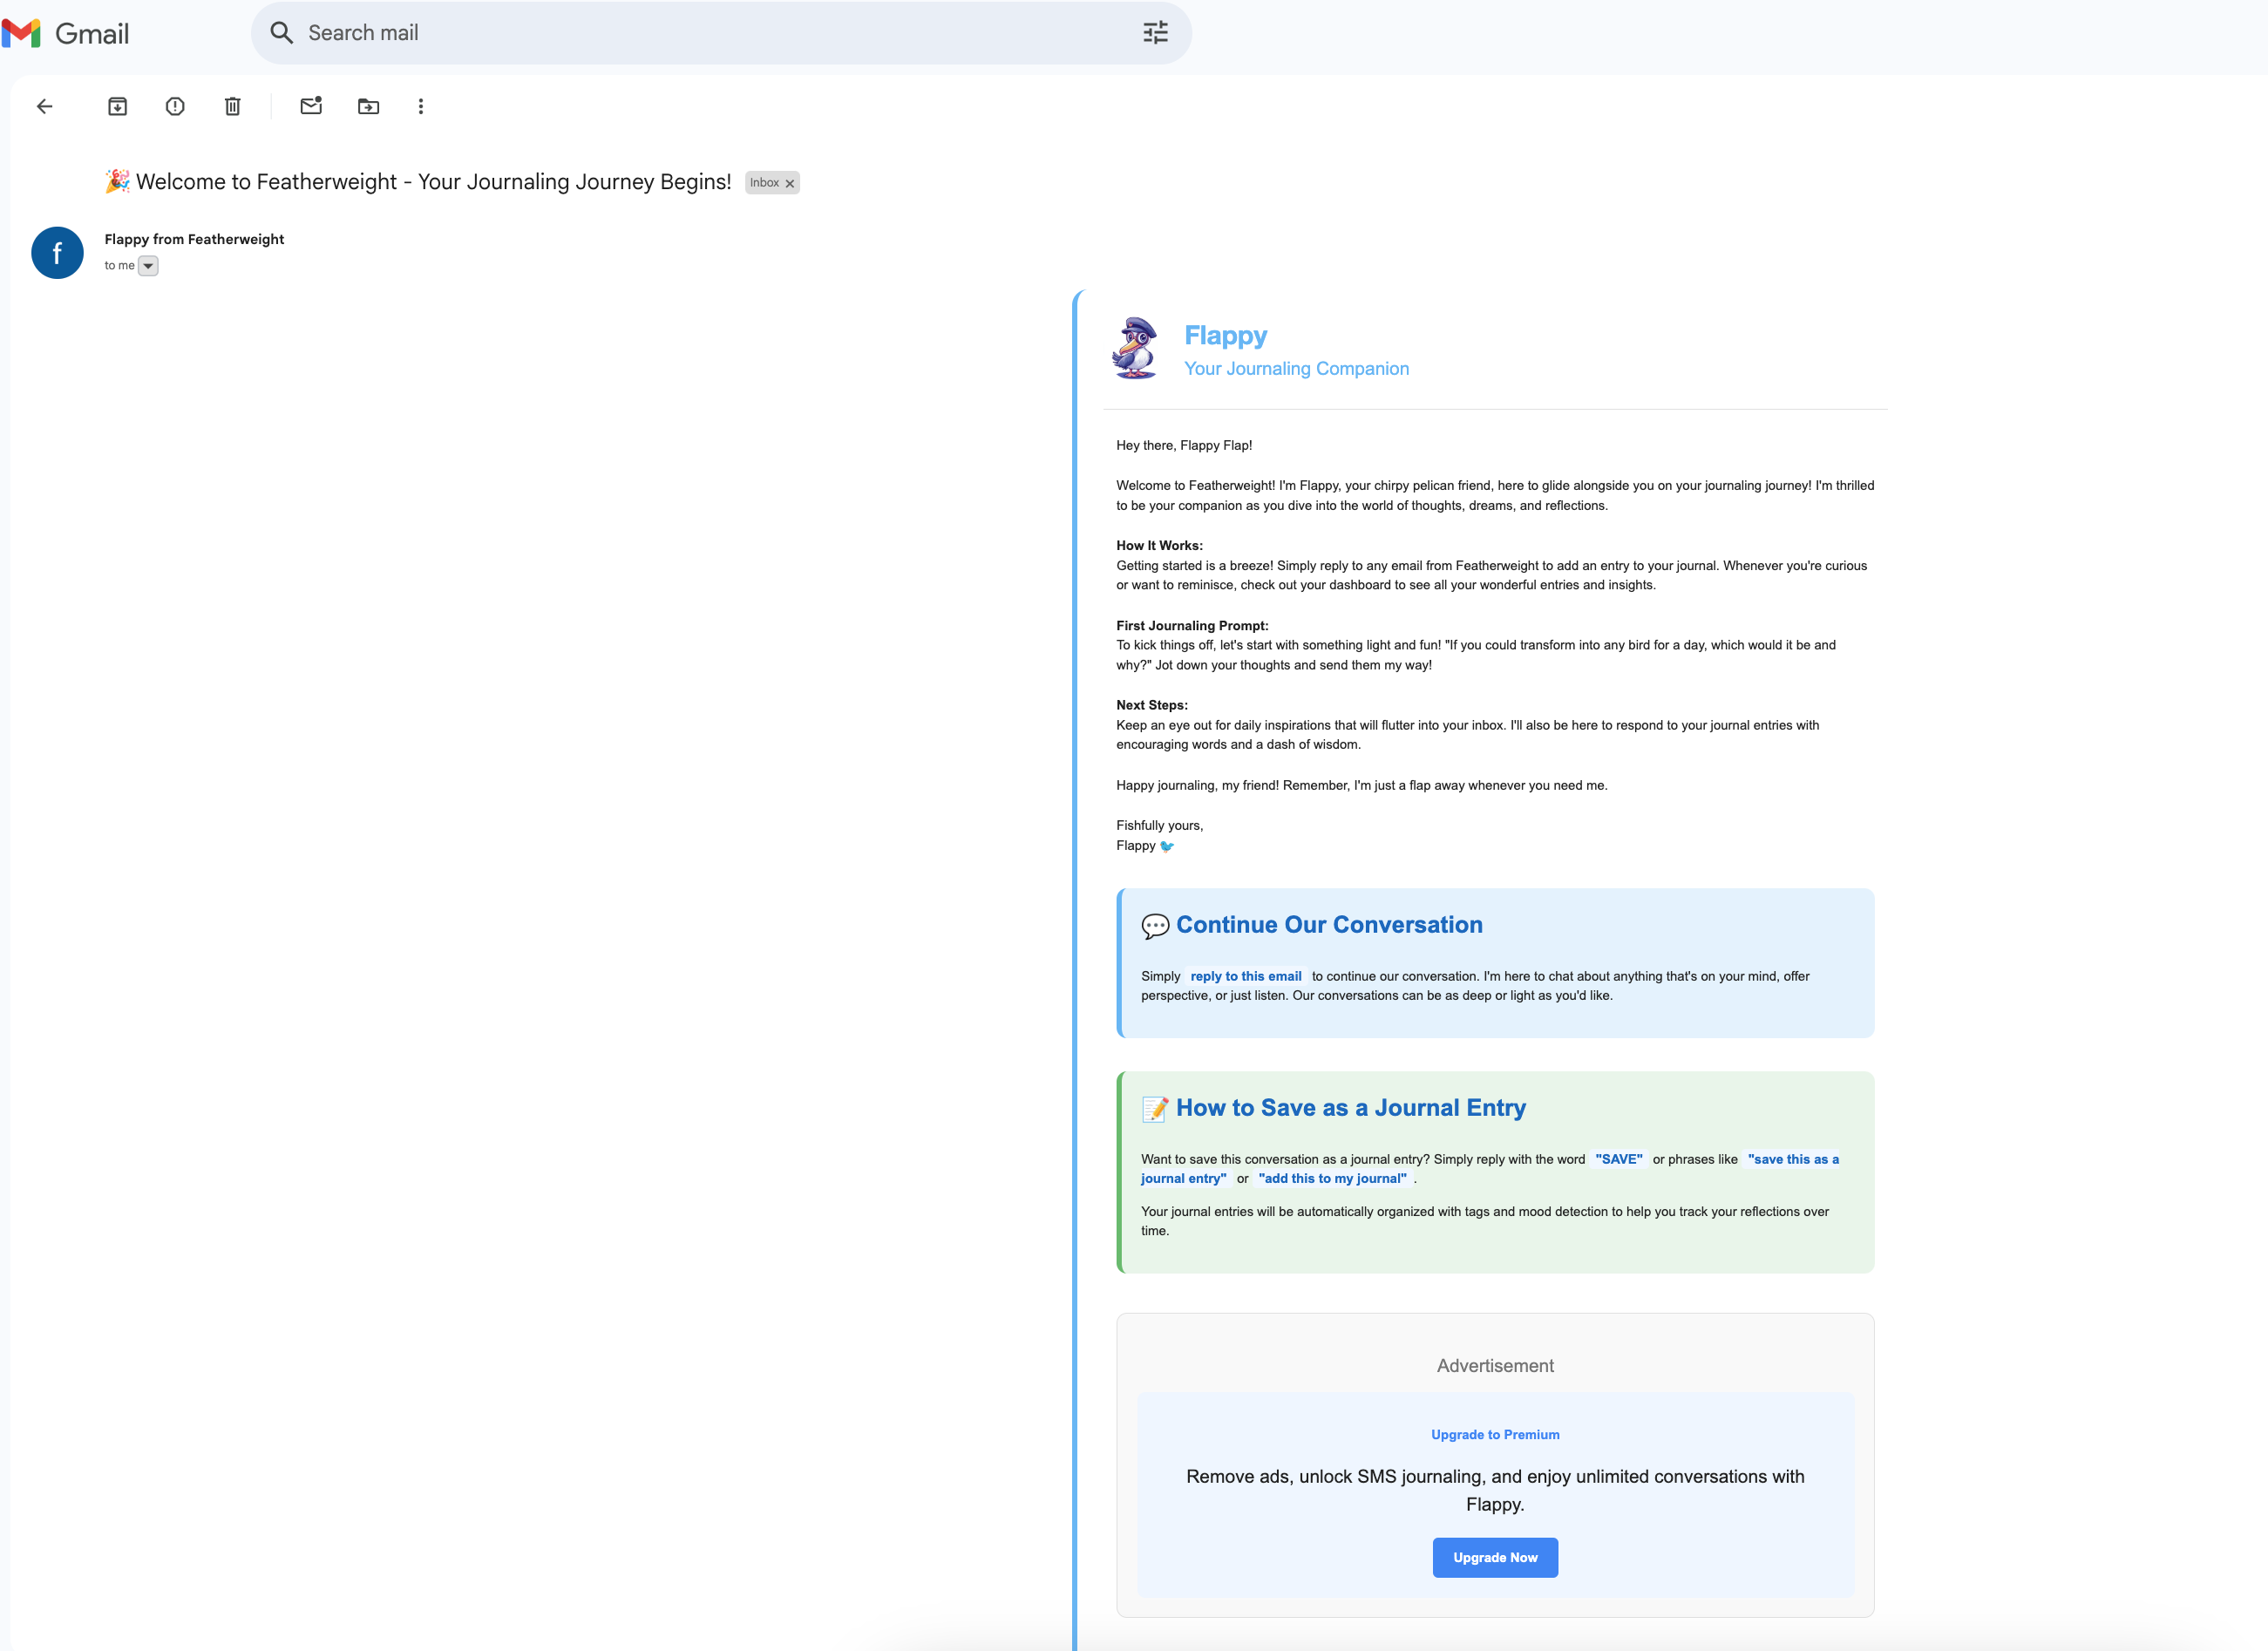 Gmail
Search mail
🎉 Welcome to Featherweight - Your Journaling Journey Begins! Inbox
f
Flappy from Featherweight
to me
Flappy
Your Journaling Companion
Hey there, Flappy Flap!
Welcome to Featherweight! I'm Flappy, your chirpy pelican friend, here to glide alongside you on your journaling journey! I'm thrilled
to be your companion as you dive into the world of thoughts, dreams, and reflections.
How It Works:
Getting started is a breeze! Simply reply to any email from Featherweight to add an entry to your journal. Whenever you're curious
or want to reminisce, check out your dashboard to see all your wonderful entries and insights.
First Journaling Prompt:
To kick things off, let's start with something light and fun! "If you could transform into any bird for a day, which would it be and
why?" Jot down your thoughts and send them my way!
Next Steps:
Keep an eye out for daily inspirations that will flutter into your inbox. I'll also be here to respond to your journal entries with
encouraging words and a dash of wisdom.
Happy journaling, my friend! Remember, I'm just a flap away whenever you need me.
Fishfully yours,
Flappy 🐦
💬 Continue Our Conversation
Simply reply to this email to continue our conversation. I'm here to chat about anything that's on your mind, offer
perspective, or just listen. Our conversations can be as deep or light as you'd like.
📝 How to Save as a Journal Entry
Want to save this conversation as a journal entry? Simply reply with the word "SAVE" or phrases like "save this as a
journal entry" or "add this to my journal" .
Your journal entries will be automatically organized with tags and mood detection to help you track your reflections over
time.
Advertisement
Upgrade to Premium
Remove ads, unlock SMS journaling, and enjoy unlimited conversations with
Flappy.
Upgrade Now